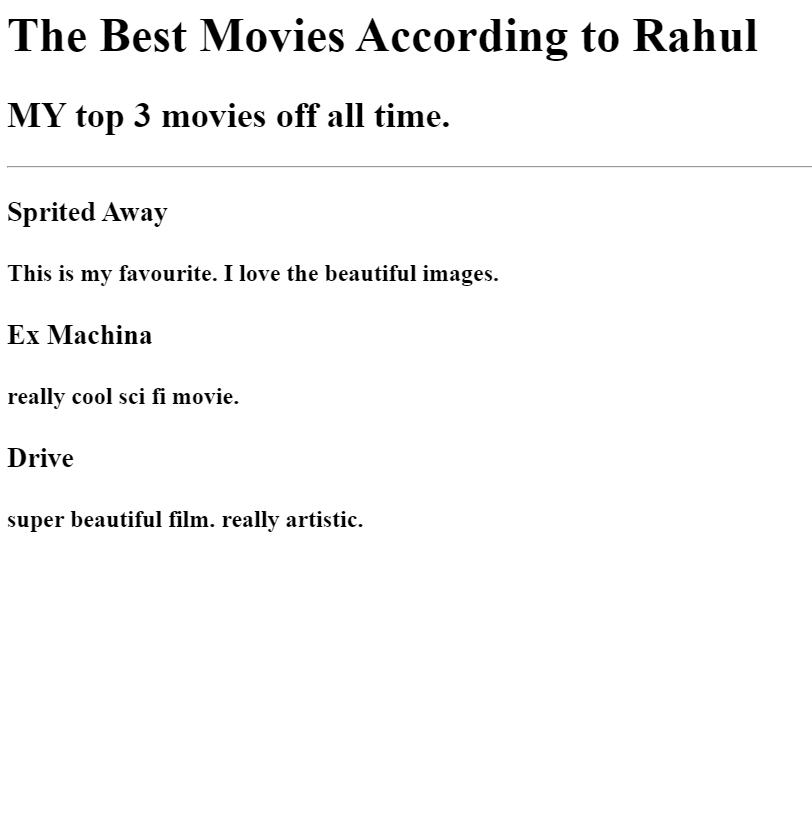 The Best Movies According to Rahul
MY top 3 movies off all time.
Sprited Away
This is my favourite. I love the beautiful images.
Ex Machina
really cool sci fi movie.
Drive
super beautiful film. really artistic.